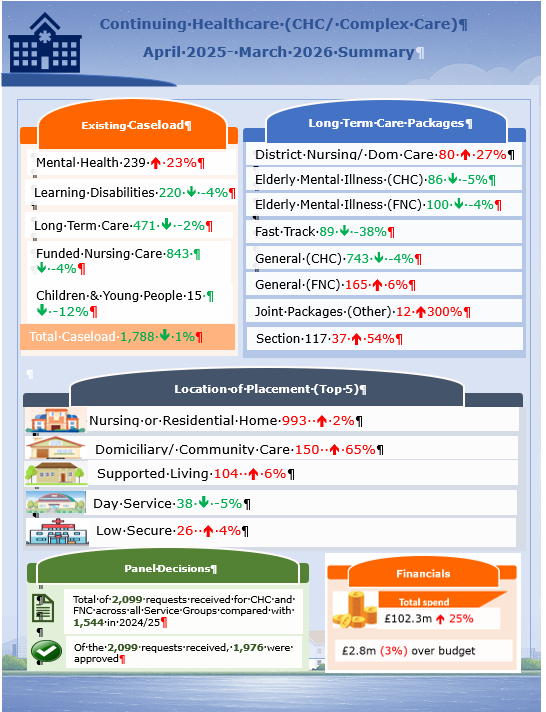 Continuing Healthcare (CHC/ Complex Care)¶
April 2025– March 2026 Summary¶
Existing Caseload¶
Mental Health 239 ↑ 23%¶
Learning Disabilities 220 ↓ -4%¶
Long Term Care 471 ↓ -2%¶
Funded Nursing Care 843 ¶
↓ -4%¶
Children & Young People 15 ¶
↓ -12%¶
Total Caseload 1,788 ↓ 1%¶
Long Term Care Packages¶
District Nursing/ Dom Care 80 ↑ 27%¶
Elderly Mental Illness (CHC) 86 ↓ -5%¶
Elderly Mental Illness (FNC) 100 ↓ -4%¶
Fast Track 89 ↓ -38%¶
General (CHC) 743 ↓ -4%¶
General (FNC) 165 ↑ 6%¶
Joint Packages (Other) 12 ↑300%¶
Section 117 37 ↑ 54%¶
¶
Location of Placement (Top 5)¶
Nursing or Residential Home 993 ↑ 2%¶
Domiciliary/ Community Care 150 ↑ 65%¶
Supported Living 104 ↑ 6%¶
Day Service 38 ↓ -5%¶
Low Secure 26 ↑ 4%¶
Panel Decisions¶
Total of 2,099 requests received for CHC and
FNC across all Service Groups compared with
1,544 in 2024/25¶
Of the 2,099 requests received, 1,976 were
approved¶
Financials
Total spend
£102.3m ↑ 25%
£2.8m (3%) over budget